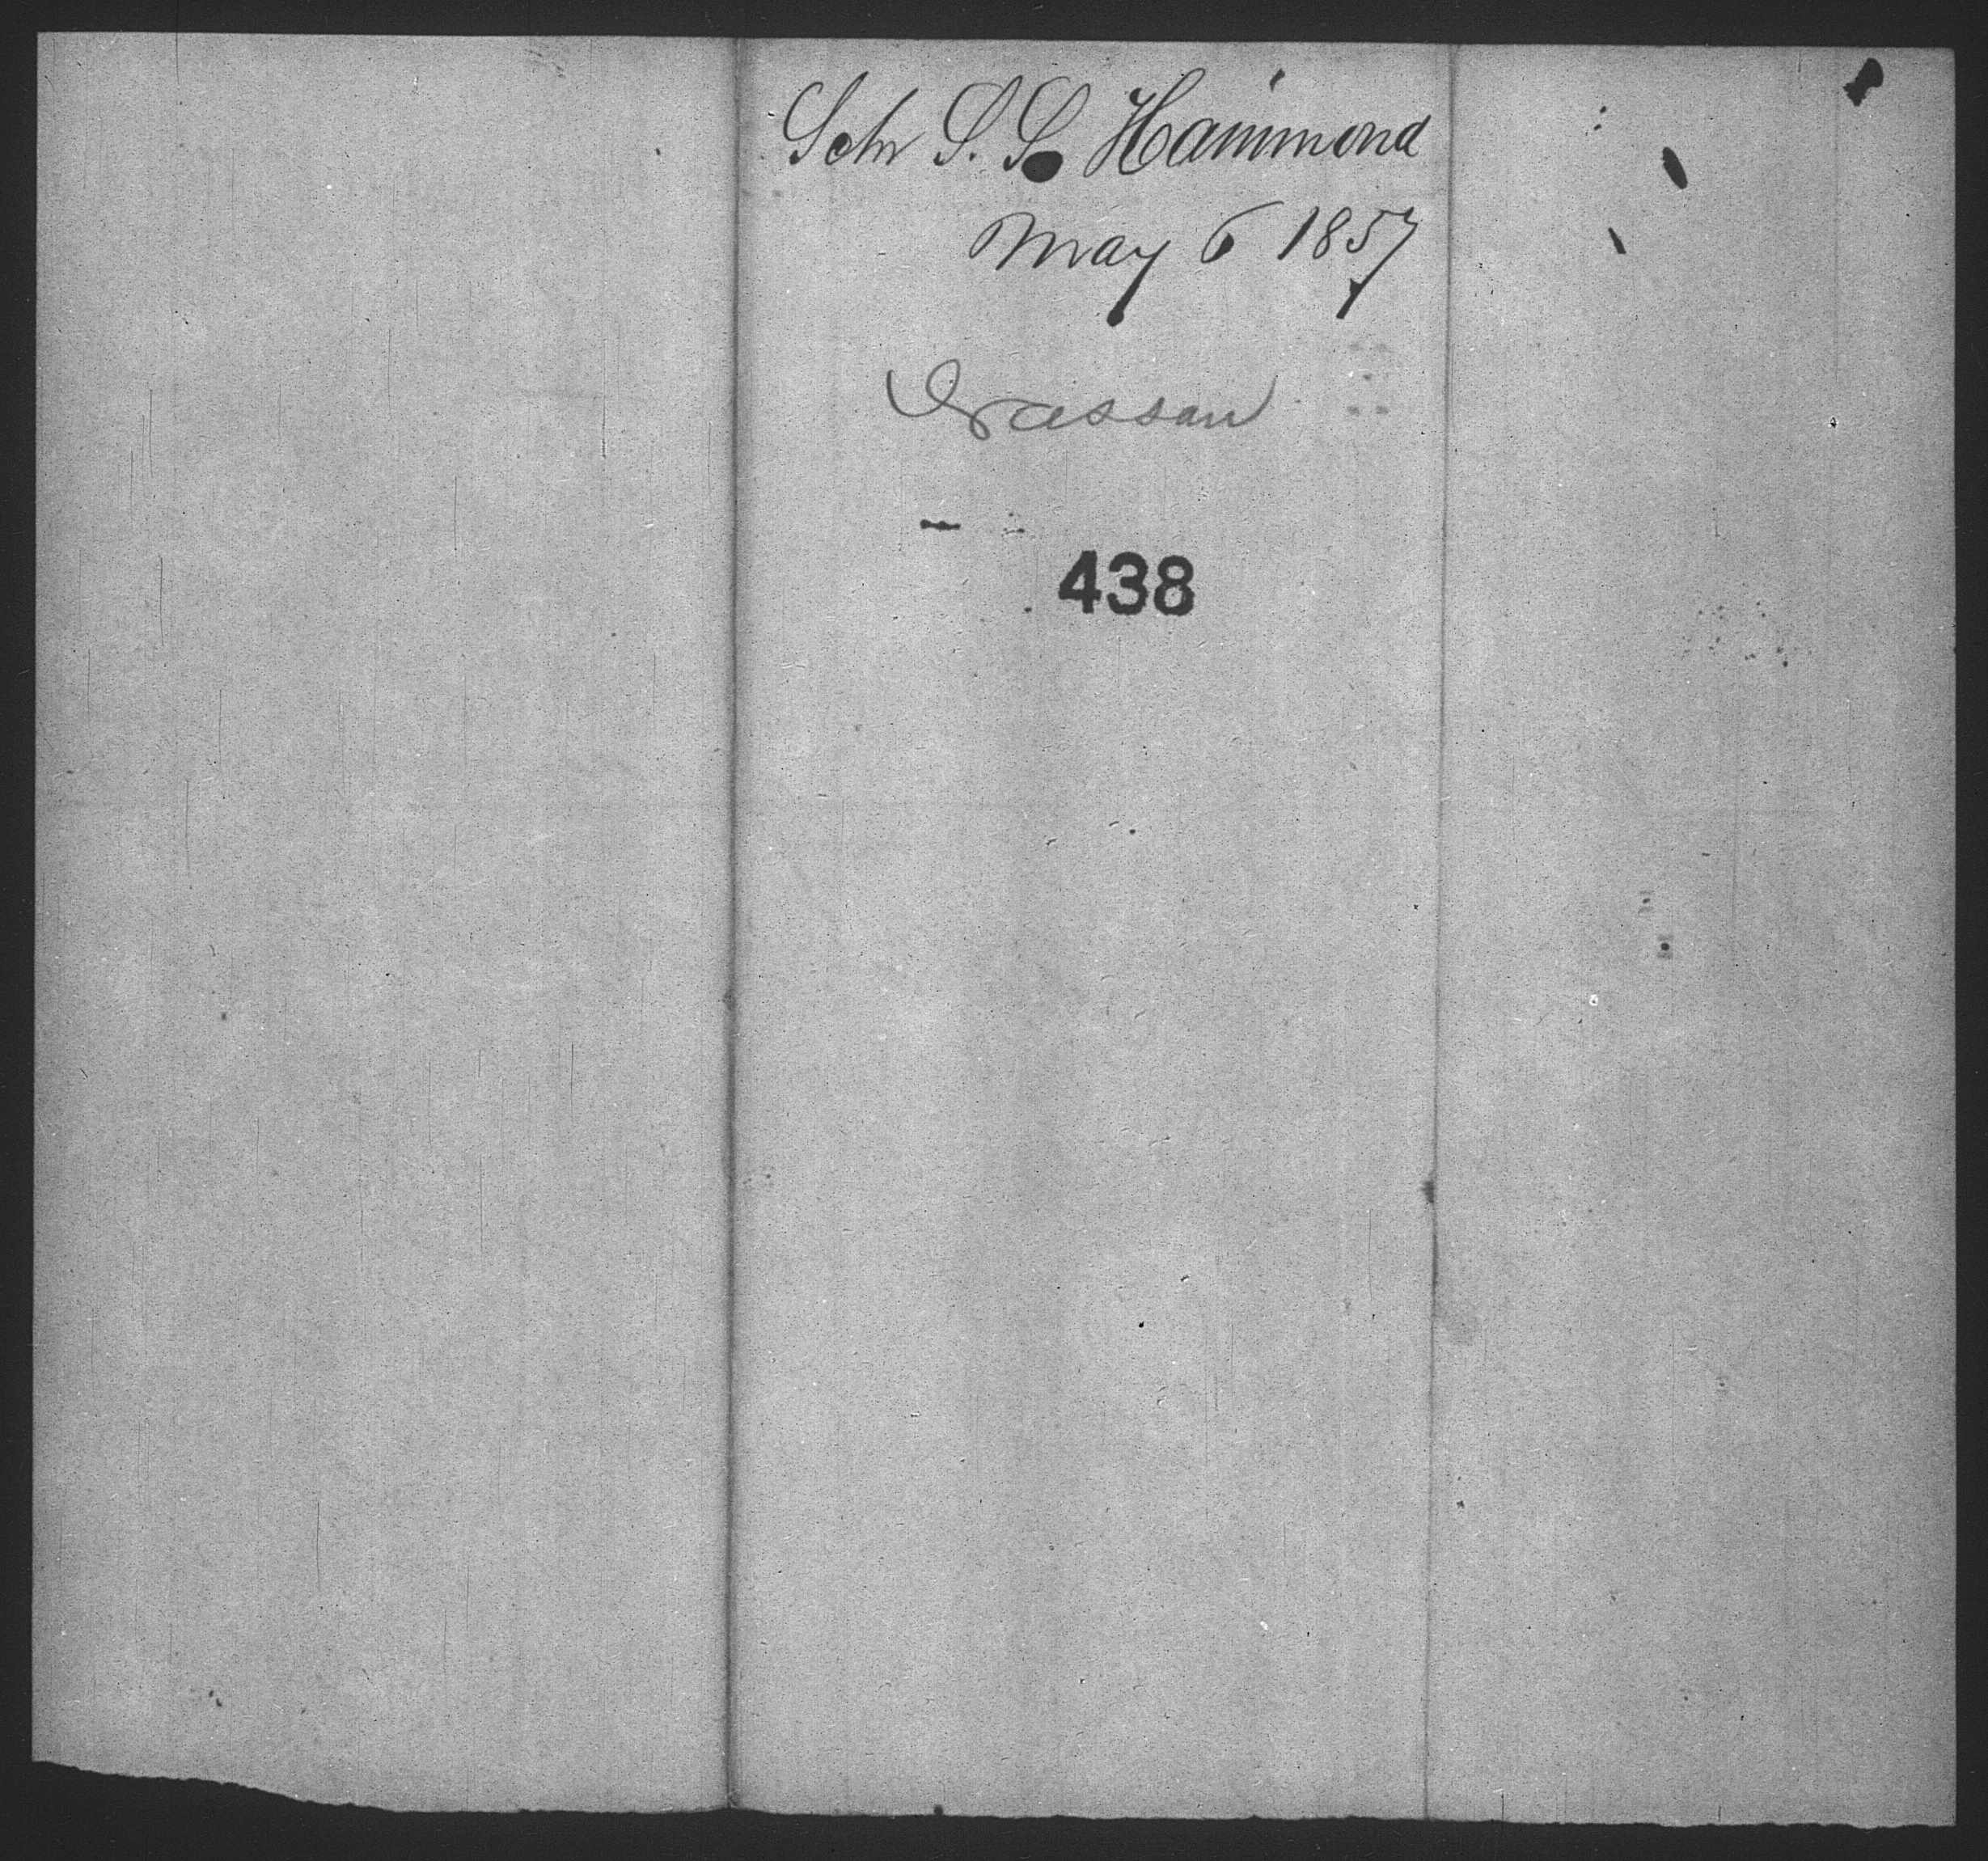 Schr S. L. Hammond
May 6 1857
Nassau
438